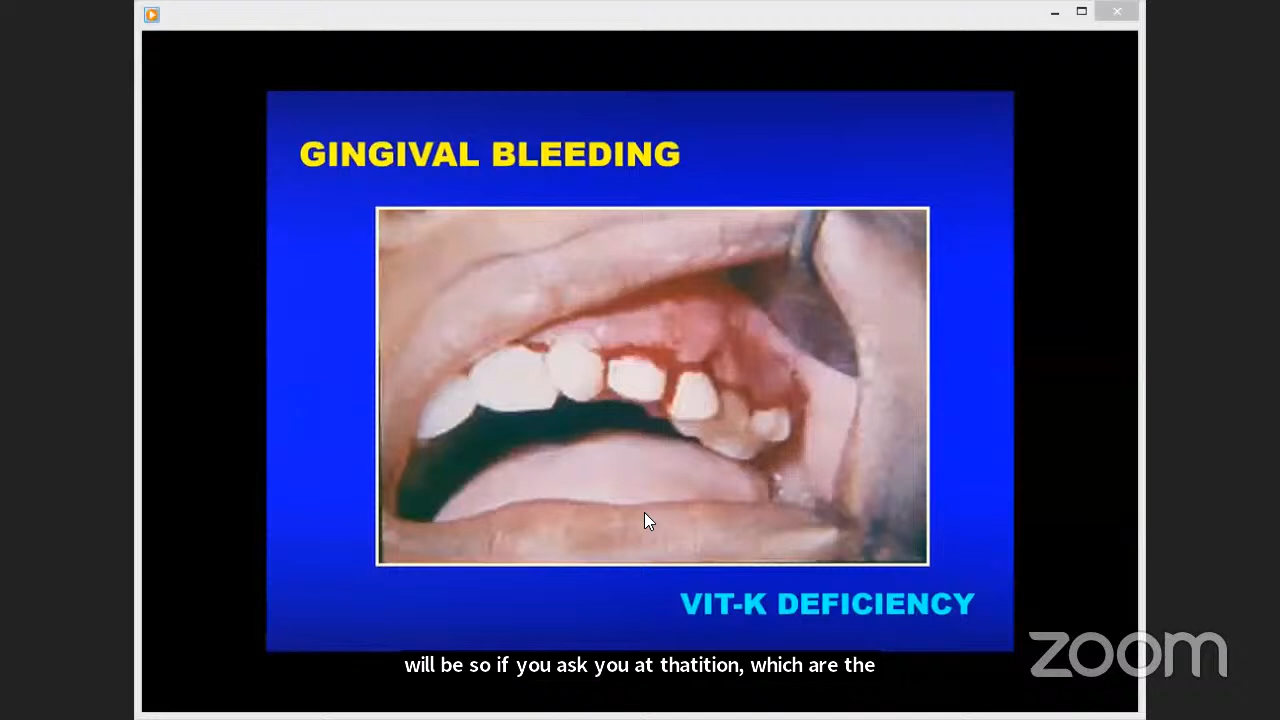 GINGIVAL BLEEDING
VIT-K DEFICIENCY
will be so if you ask you at thatition, which are the
zoom